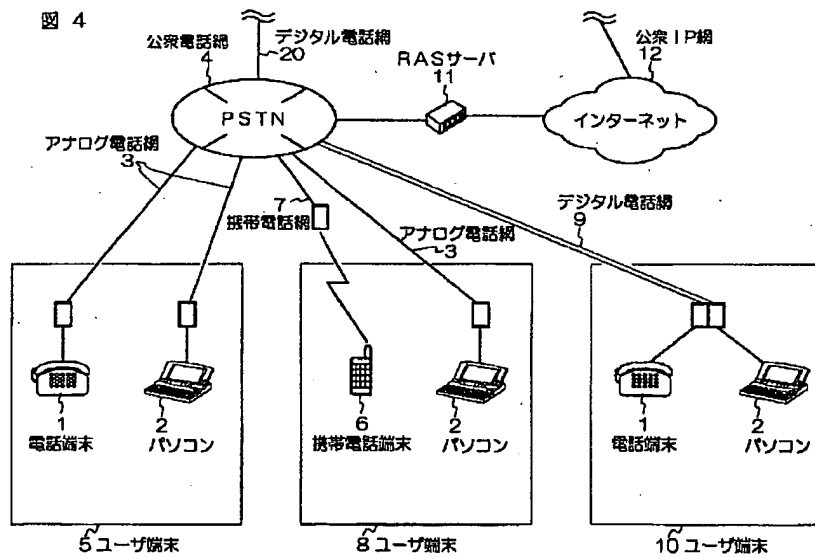 図 4
公衆電話網
4
デジタル電話網
20
RASサーバ
11
公衆IP網
12
PSTN
インターネット
アナログ電話網
3
7
携帯電話網
アナログ電話網
3
デジタル電話網
9
1
電話端末
2
パソコン
6
携帯電話端末
2
パソコン
1
電話端末
2
パソコン
5 ユーザ端末
8 ユーザ端末
10 ユーザ端末